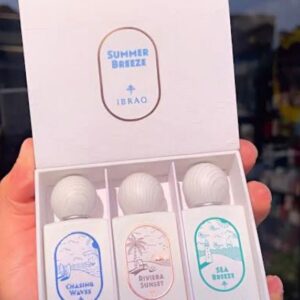 SUMMER
BREEZE
IBRAQ
CHASING
WAVES
RIVIERA
SUNSET
SEA
BREEZE